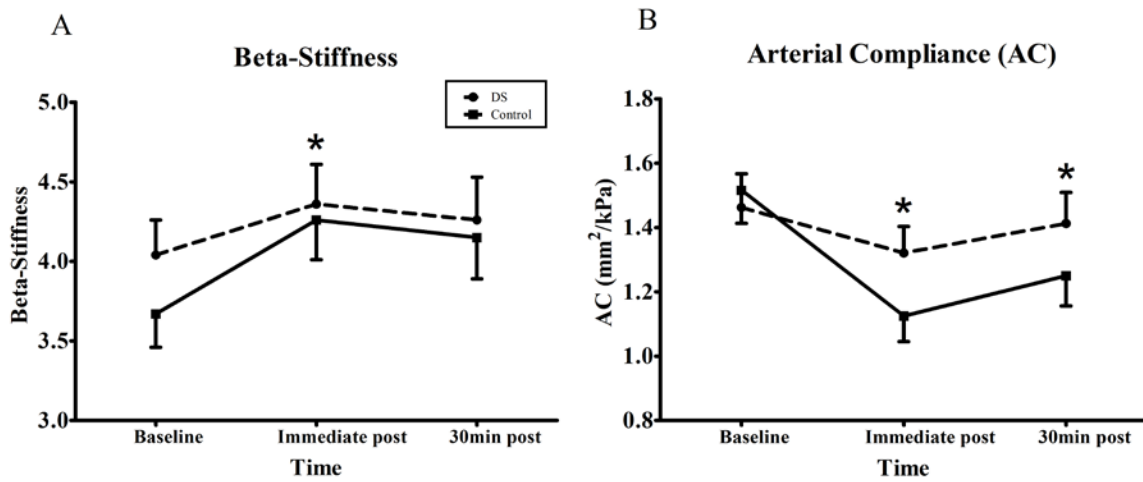 A
Beta-Stiffness
DS
Control
5.0
4.5
4.0
3.5
3.0
Beta-Stiffness
*
Baseline
Immediate post
30min post
Time
B
Arterial Compliance (AC)
1.8
1.6
1.4
1.2
1.0
0.8
AC (mm²/kPa)
*
*
Baseline
Immediate post
30min post
Time